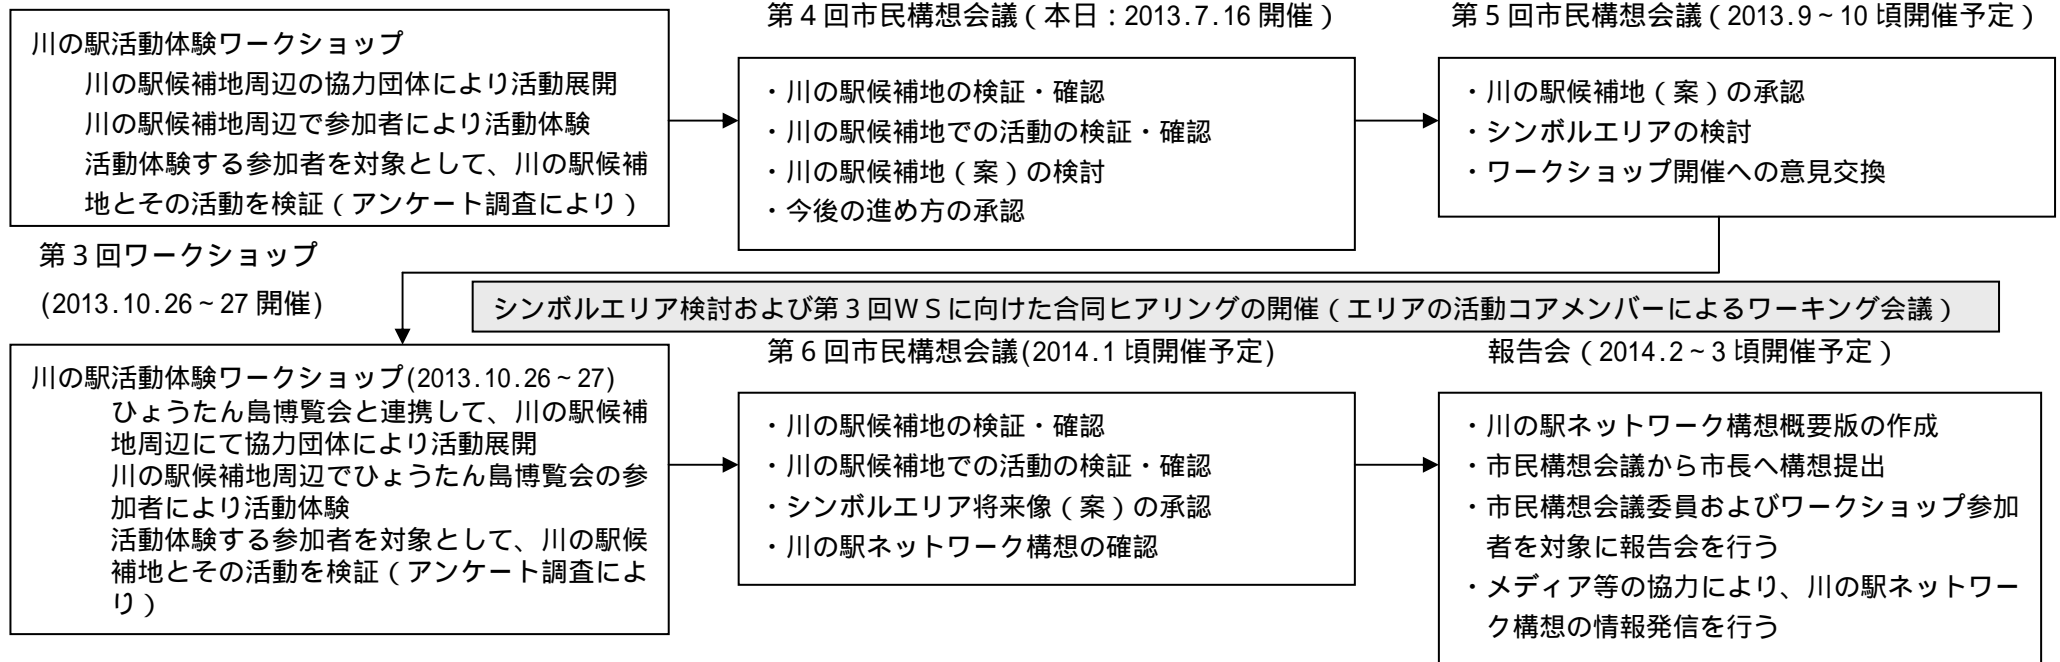 川の駅活動体験ワークショップ
川の駅候補地周辺の協力団体により活動展開
川の駅候補地周辺で参加者により活動体験
活動体験する参加者を対象として、川の駅候補
地とその活動を検証(アンケート調査により)
第4回市民構想会議(本日:2013.7.16開催)
・川の駅候補地の検証・確認
・川の駅候補地での活動の検証・確認
・川の駅候補地(案)の検討
・今後の進め方の承認
第5回市民構想会議(2013.9~10頃開催予定)
・川の駅候補地(案)の承認
・シンボルエリアの検討
・ワークショップ開催への意見交換
第3回ワークショップ
(2013.10.26~27開催)
シンボルエリア検討および第3回WSに向けた合同ヒアリングの開催(エリアの活動コアメンバーによるワーキング会議)
川の駅活動体験ワークショップ(2013.10.26~27)
ひょうたん島博覧会と連携して、川の駅候補
地周辺にて協力団体により活動展開
川の駅候補地周辺でひょうたん島博覧会の参
加者により活動体験
活動体験する参加者を対象として、川の駅候
補地とその活動を検証(アンケート調査によ
り)
第6回市民構想会議(2014.1頃開催予定)
・川の駅候補地の検証・確認
・川の駅候補地での活動の検証・確認
・シンボルエリア将来像(案)の承認
・川の駅ネットワーク構想の確認
報告会(2014.2~3頃開催予定)
・川の駅ネットワーク構想概要版の作成
・市民構想会議から市長へ構想提出
・市民構想会議委員およびワークショップ参加
者を対象に報告会を行う
・メディア等の協力により、川の駅ネットワー
ク構想の情報発信を行う